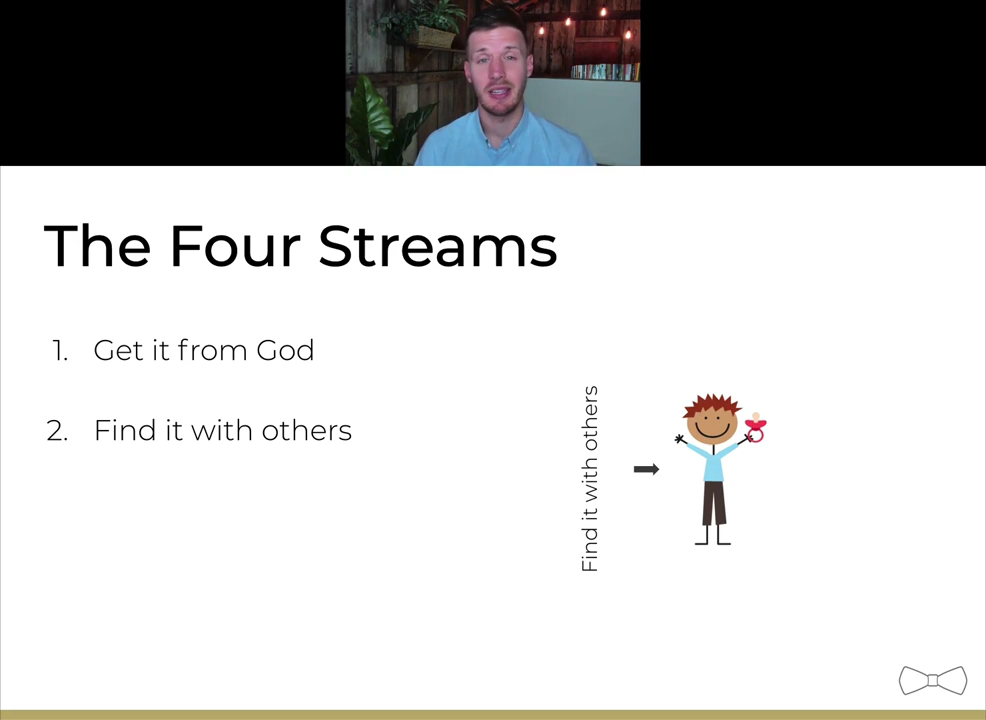 The Four Streams
1. Get it from God
2. Find it with others
Find it with others